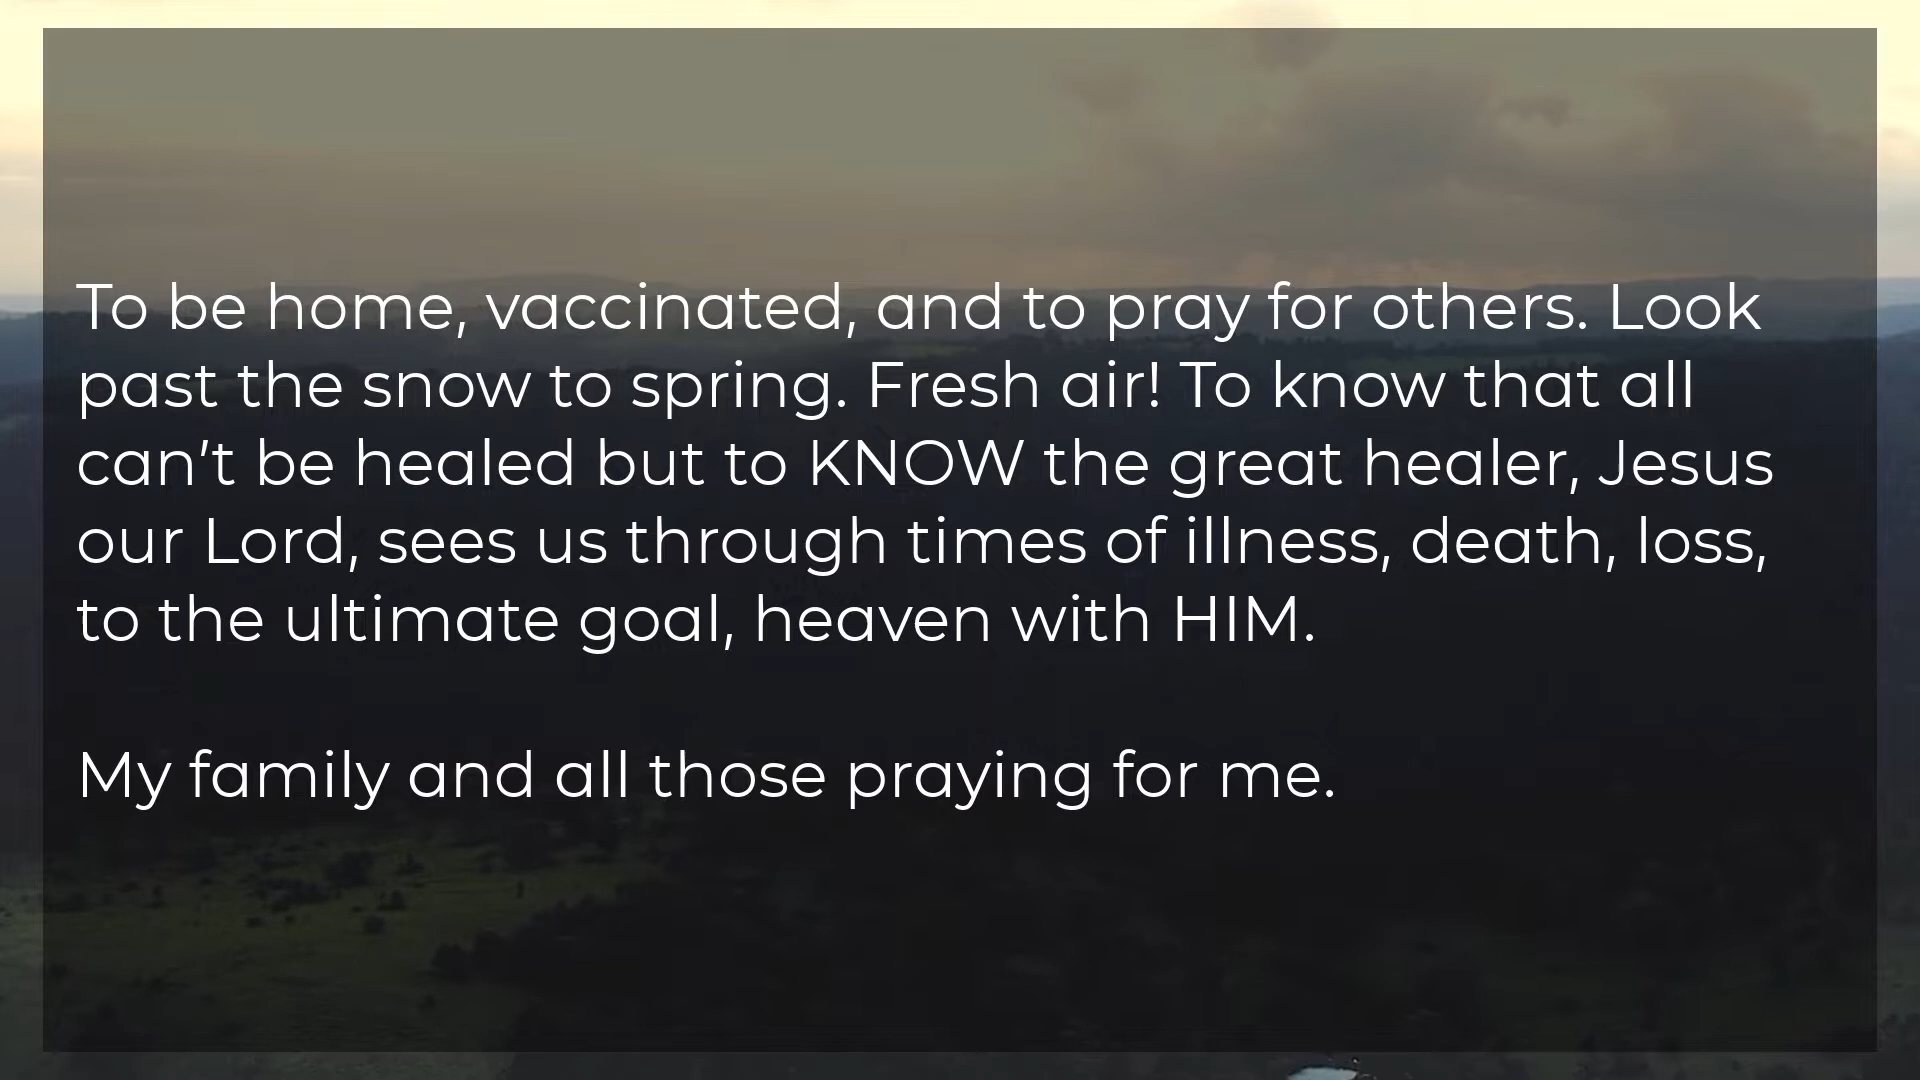 To be home, vaccinated, and to pray for others. Look
past the snow to spring. Fresh air! To know that all
can't be healed but to KNOW the great healer, Jesus
our Lord, sees us through times of illness, death, loss,
to the ultimate goal, heaven with HIM.
My family and all those praying for me.